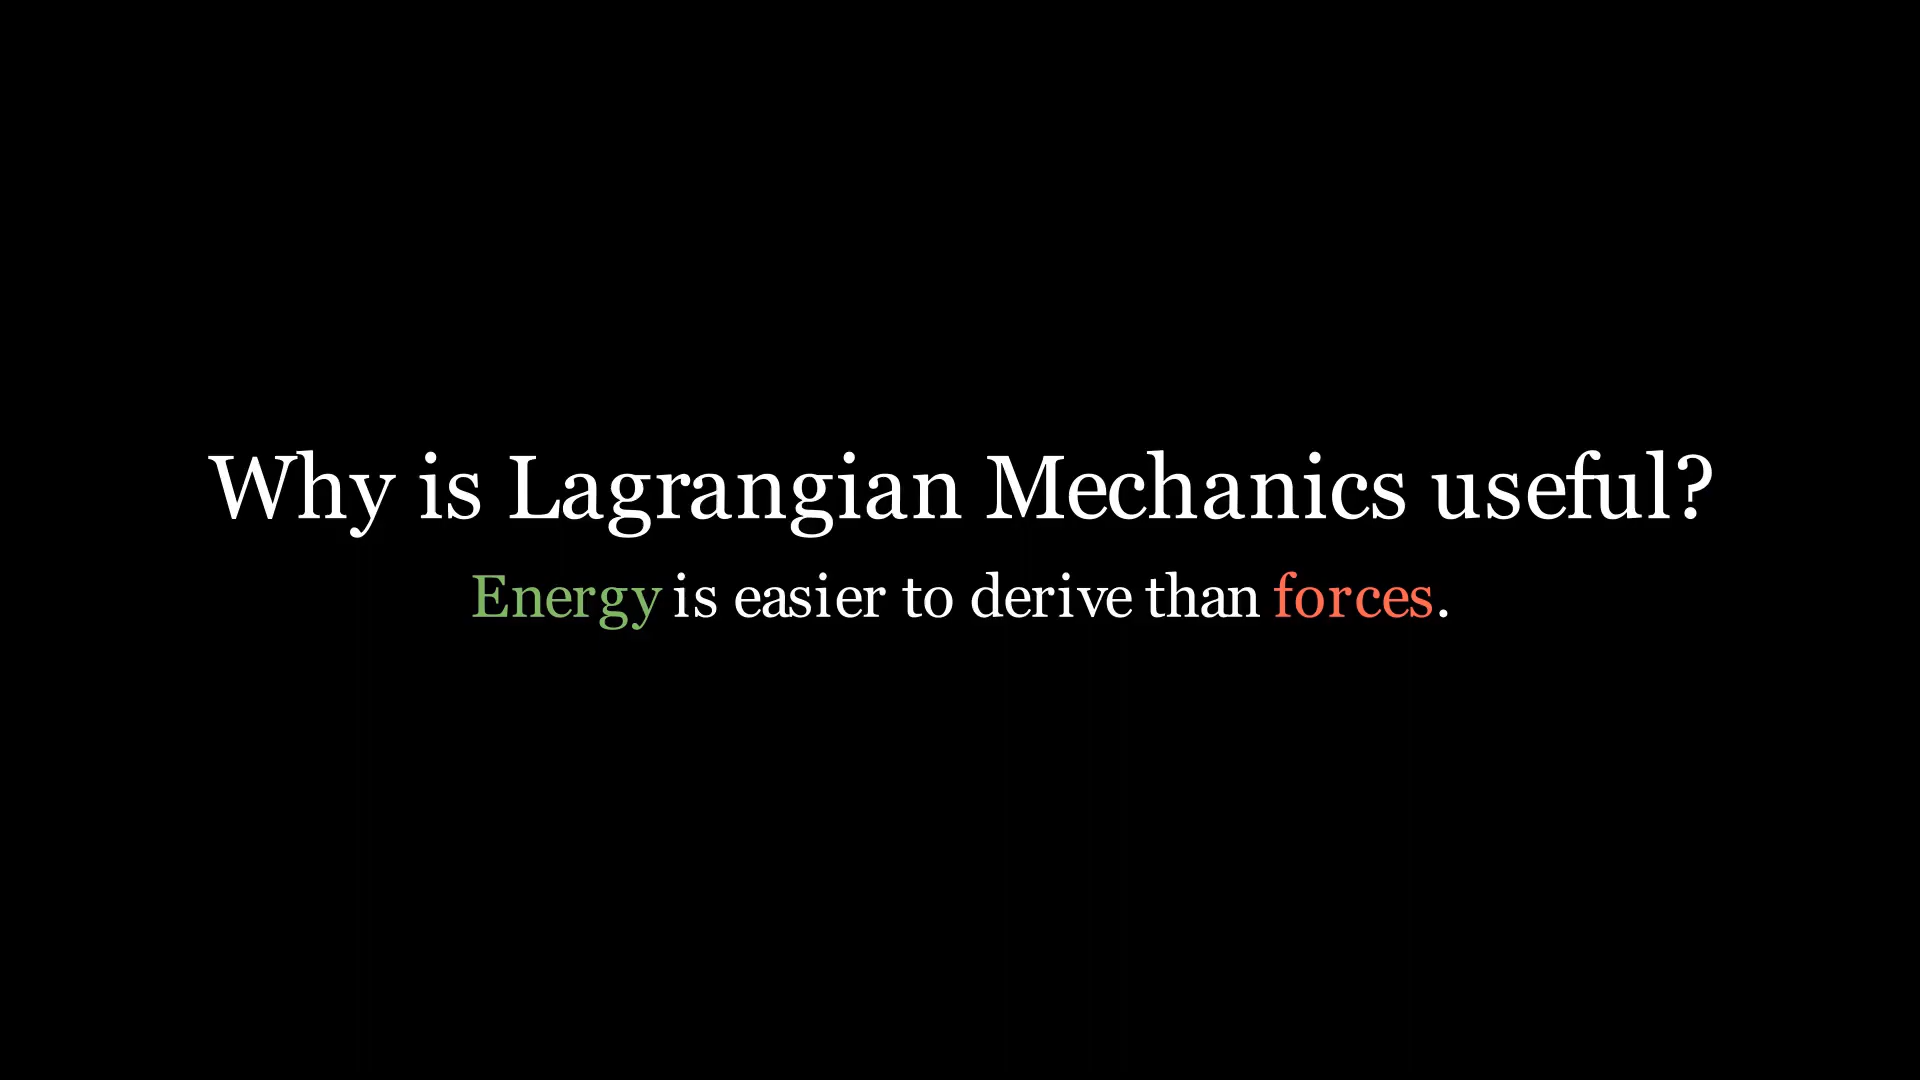 Why is Lagrangian Mechanics useful?
Energy is easier to derive than forces.